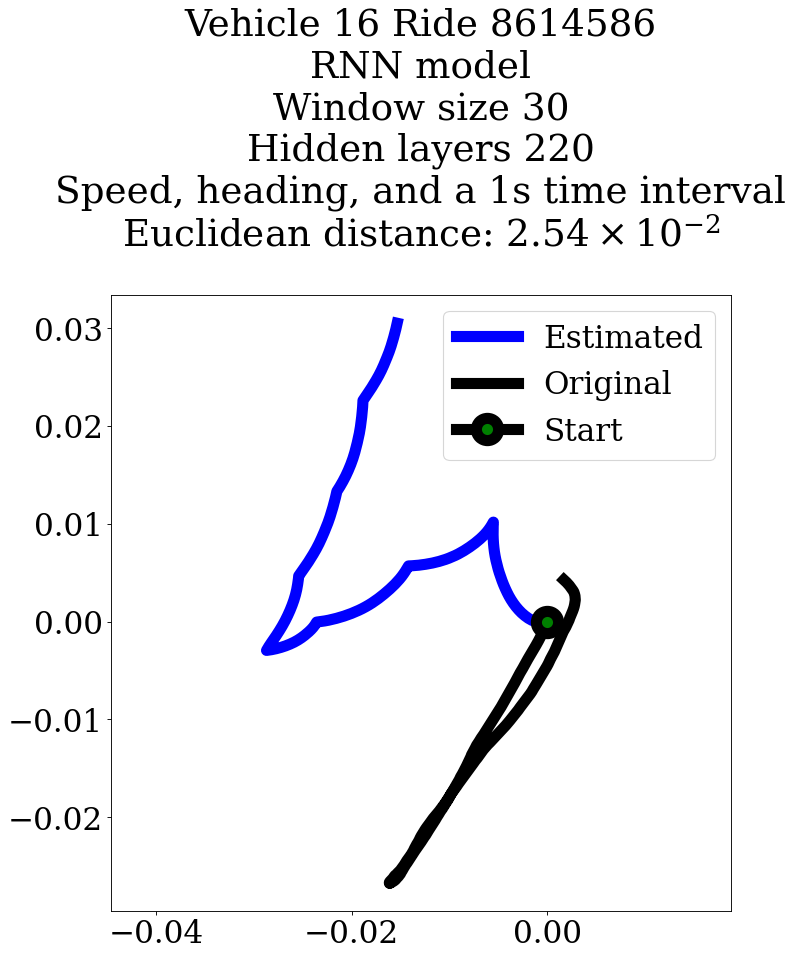 Vehicle 16 Ride 8614586
RNN model
Window size 30
Hidden layers 220
Speed, heading, and a 1s time interval
Euclidean distance: 2.54 × 10⁻²
Estimated
Original
Start
0.03
0.02
0.01
0.00
−0.01
−0.02
−0.04
−0.02
0.00